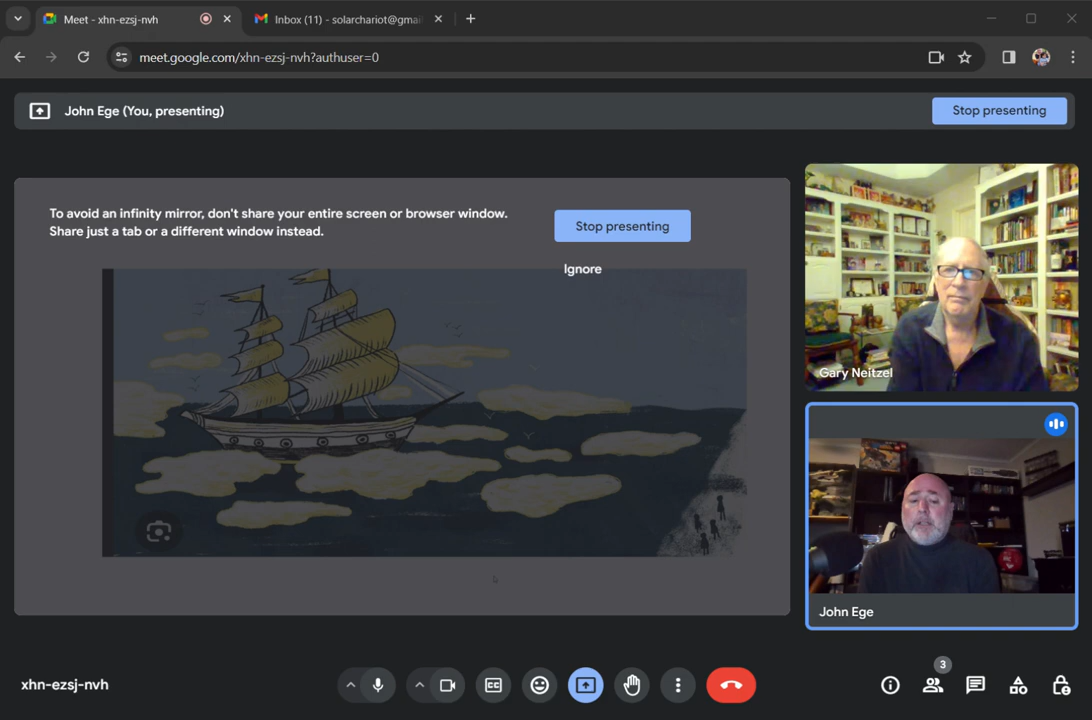 Meet - xhn-ezsj-nvh
Inbox (11) - solarchariot@gmai
meet.google.com/xhn-ezsj-nvh?authuser=0
John Ege (You, presenting)
Stop presenting
To avoid an infinity mirror, don't share your entire screen or browser window.
Share just a tab or a different window instead.
Stop presenting
Ignore
Gary Neitzel
John Ege
xhn-ezsj-nvh
CC
3